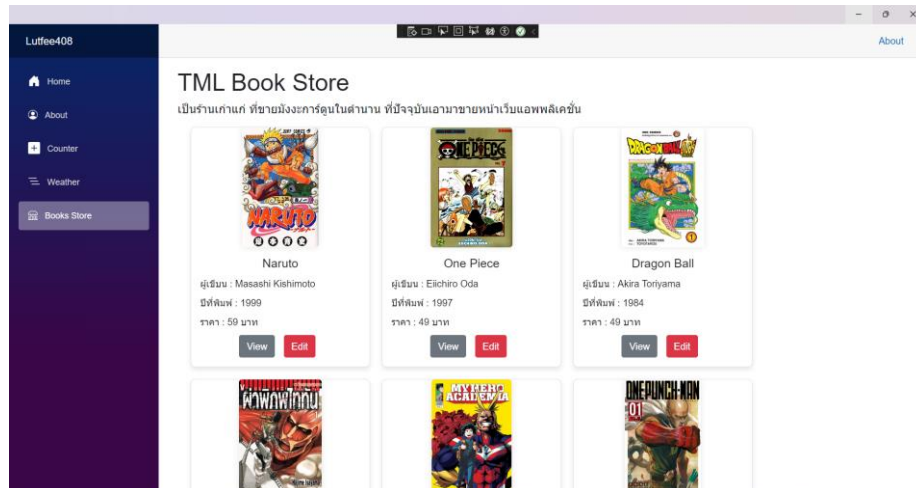 Lutfee408
About
Home
About
Counter
Weather
Books Store
TML Book Store
เป็นร้านเก่าแก่ ที่ขายมังงะการ์ตูนในตำนาน ที่ปัจจุบันเอามาขายหน้าเว็บแอพพลิเคชั่น
NARUTO
岸本斉史
ONE PIECE
DRAGON BALL
AKIRA TORIYAMA
Naruto
One Piece
Dragon Ball
ผู้เขียน : Masashi Kishimoto
ผู้เขียน : Eiichiro Oda
ผู้เขียน : Akira Toriyama
ปีที่พิมพ์ : 1999
ปีที่พิมพ์ : 1997
ปีที่พิมพ์ : 1984
ราคา : 59 บาท
ราคา : 49 บาท
ราคา : 49 บาท
View Edit
View Edit
View Edit
ผ่าพิภพไททัน
MY HERO
ACADEMIA
ONE PUNCH-MAN
01